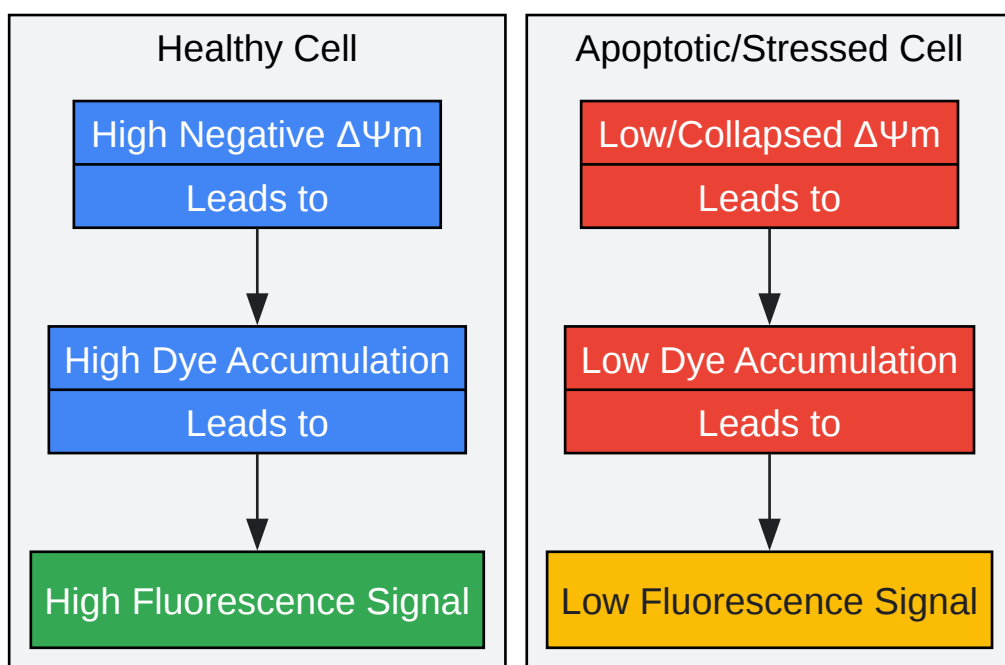 Healthy Cell
High Negative ΔΨm
Leads to
High Dye Accumulation
Leads to
High Fluorescence Signal
Apoptotic/Stressed Cell
Low/Collapsed ΔΨm
Leads to
Low Dye Accumulation
Leads to
Low Fluorescence Signal